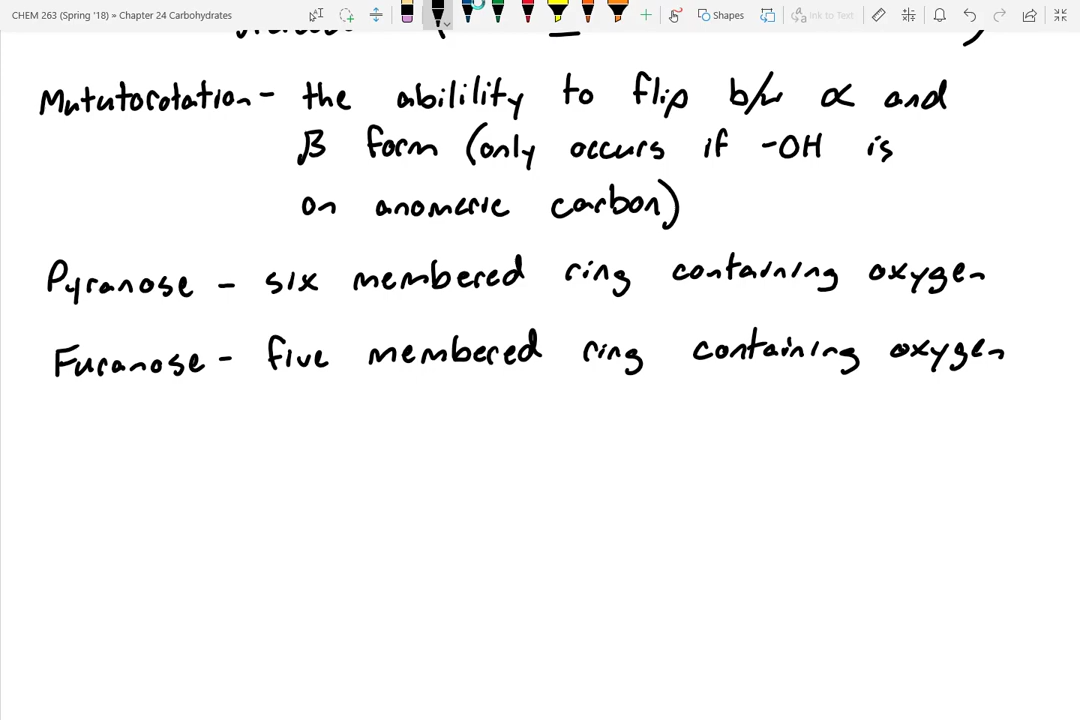 CHEM 263 (Spring '18) » Chapter 24 Carbohydrates
Shapes
Ink to Text
Mututorotation - the abilility to flip b/w α and
β form (only occurs if -OH is
on anomeric carbon)
Pyranose - six membered ring containing oxygen
Furanose - five membered ring containing oxygen